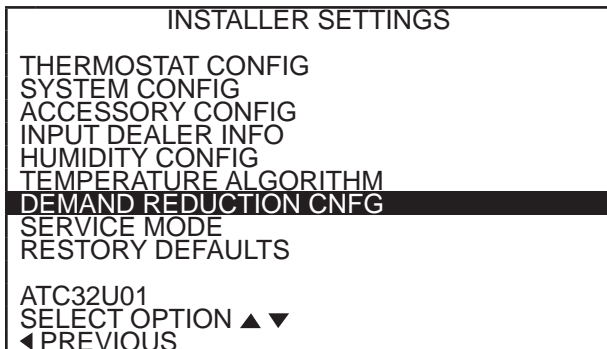 INSTALLER SETTINGS
THERMOSTAT CONFIG
SYSTEM CONFIG
ACCESSORY CONFIG
INPUT DEALER INFO
HUMIDITY CONFIG
TEMPERATURE ALGORITHM
DEMAND REDUCTION CNFG
SERVICE MODE
RESTORY DEFAULTS
ATC32U01
SELECT OPTION ▲ ▼
◀ PREVIOUS